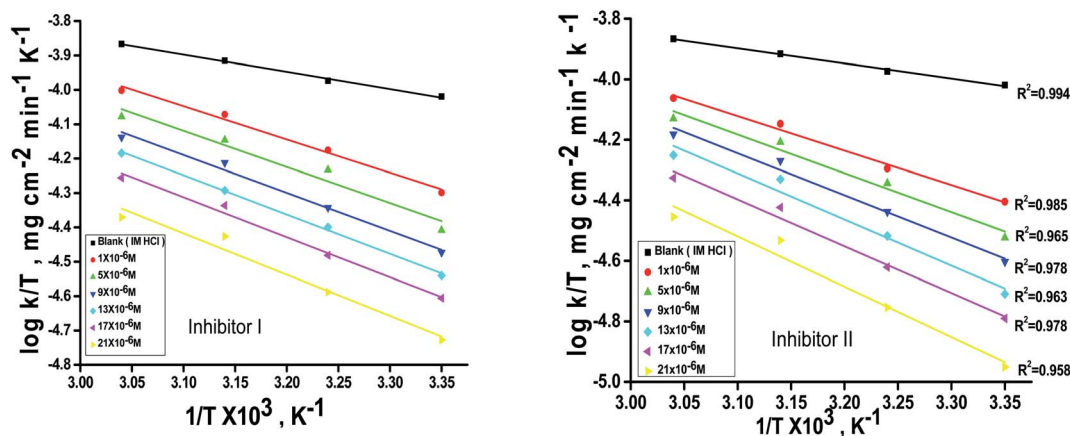 log k/T , mg cm-2 min-1 K-1
-3.8
-3.9
-4.0
-4.1
-4.2
-4.3
-4.4
-4.5
-4.6
-4.7
-4.8
Blank ( IM HCl )
1X10-6M
5X10-6M
9X10-6M
13X10-6M
17X10-6M
21X10-6M
Inhibitor I
3.00 3.05 3.10 3.15 3.20 3.25 3.30 3.35
1/T X103 , K-1
log k/T , mg cm-2 min-1 k-1
-3.8
-4.0
-4.2
-4.4
-4.6
-4.8
-5.0
R2=0.994
R2=0.985
R2=0.965
R2=0.978
R2=0.963
R2=0.978
R2=0.958
Blank ( IM HCl )
1x10-6M
5x10-6M
9x10-6M
13x10-6M
17x10-6M
21x10-6M
Inhibitor II
3.00 3.05 3.10 3.15 3.20 3.25 3.30 3.35
1/T X103 , K-1